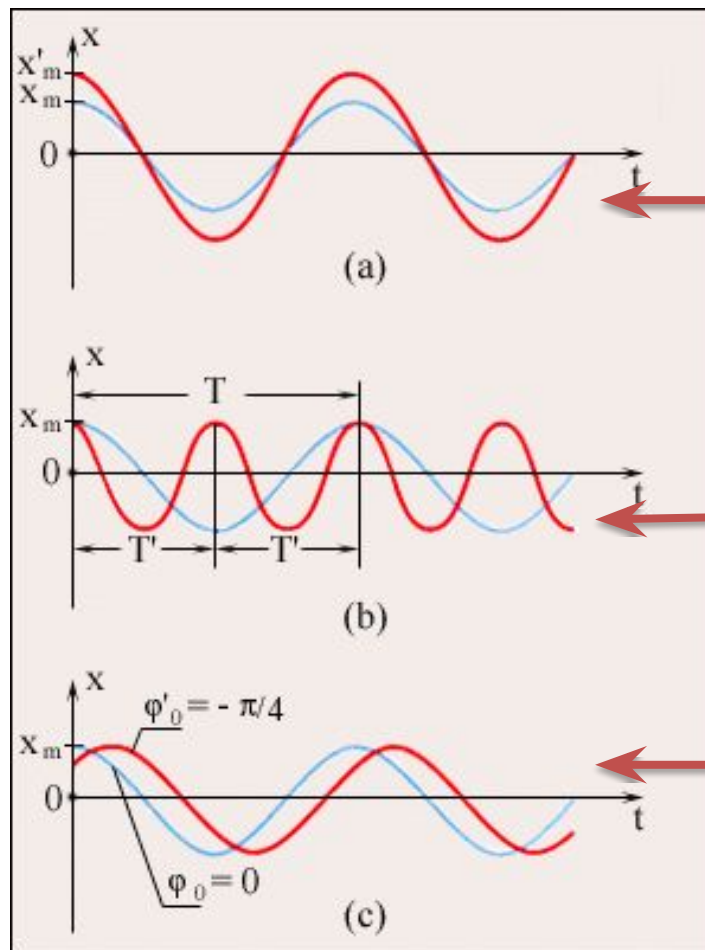 x
x'm
xm
0
t
(a)
x
T
xm
0
t
T' T'
(b)
x
φ'0 = - π/4
xm
0
t
φ0 = 0
(c)